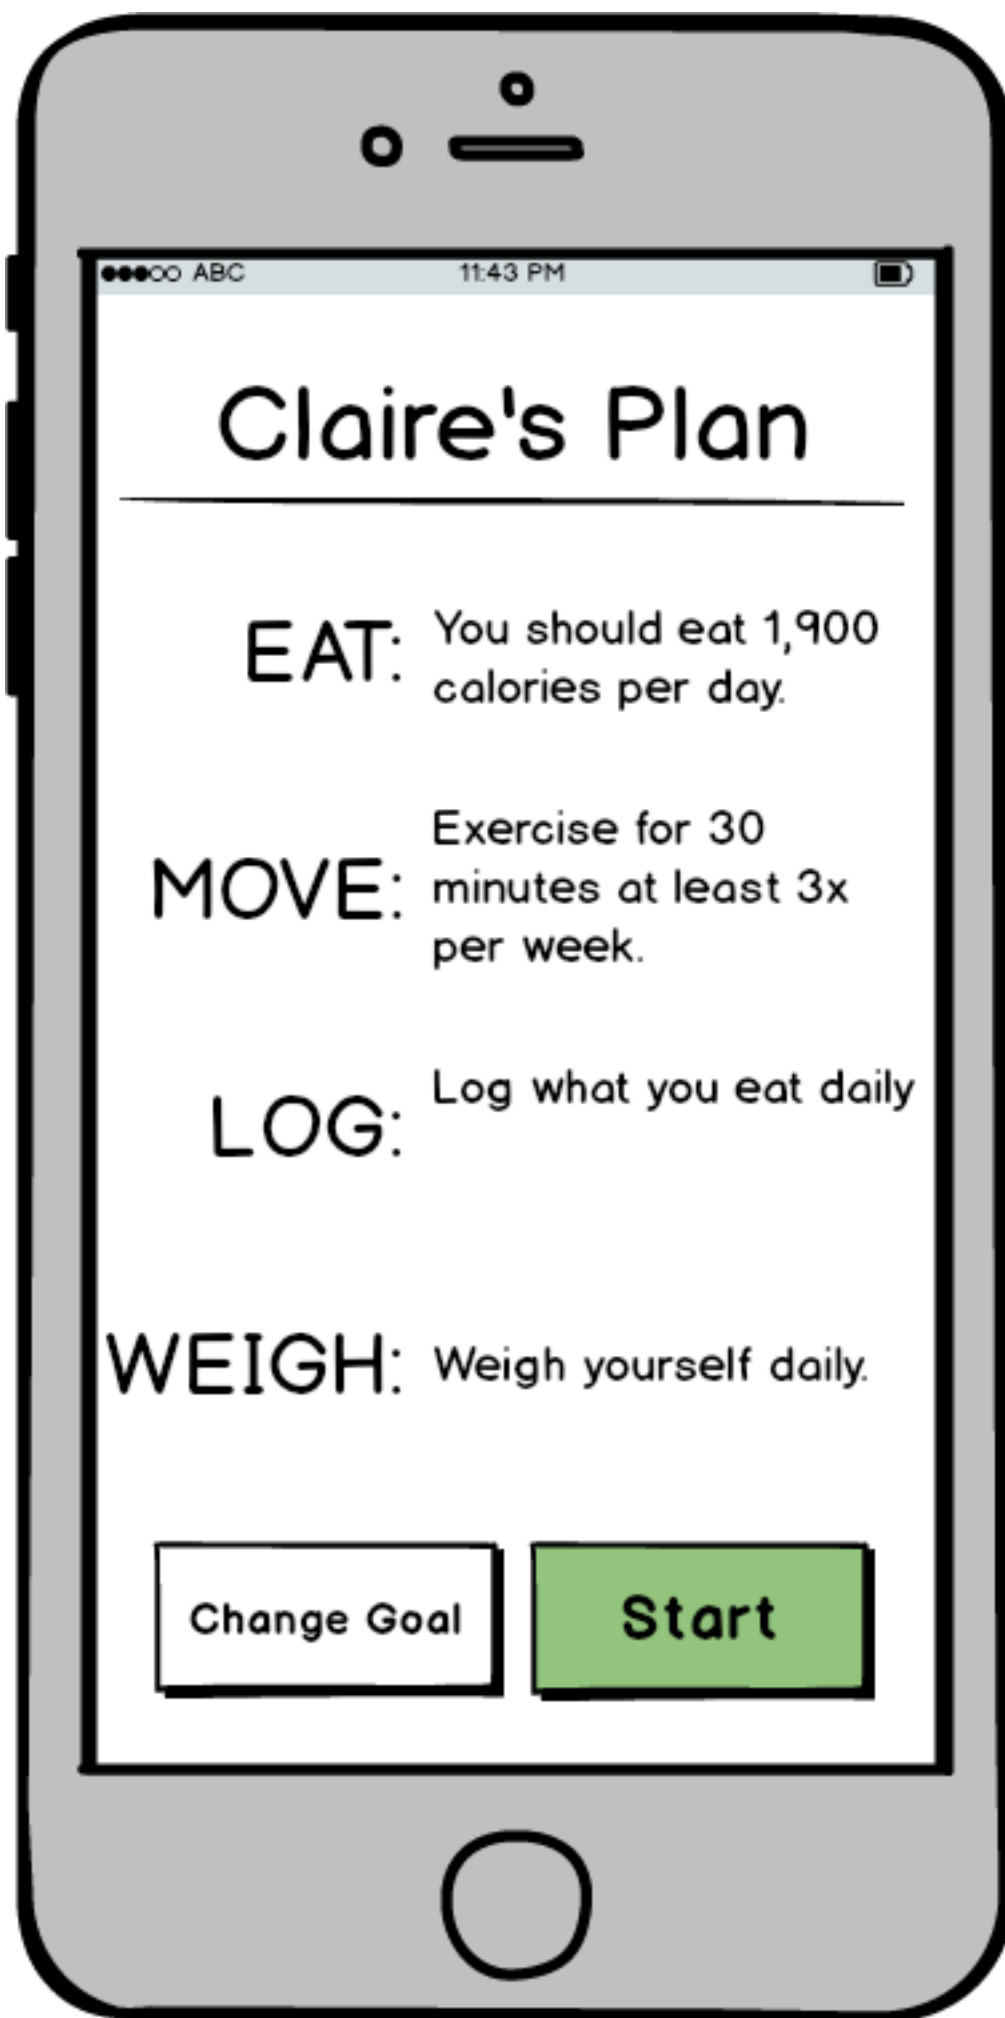 ABC 11:43 PM
Claire's Plan
EAT: You should eat 1,900
calories per day.
MOVE: Exercise for 30
minutes at least 3x
per week.
LOG: Log what you eat daily
WEIGH: Weigh yourself daily.
Change Goal Start